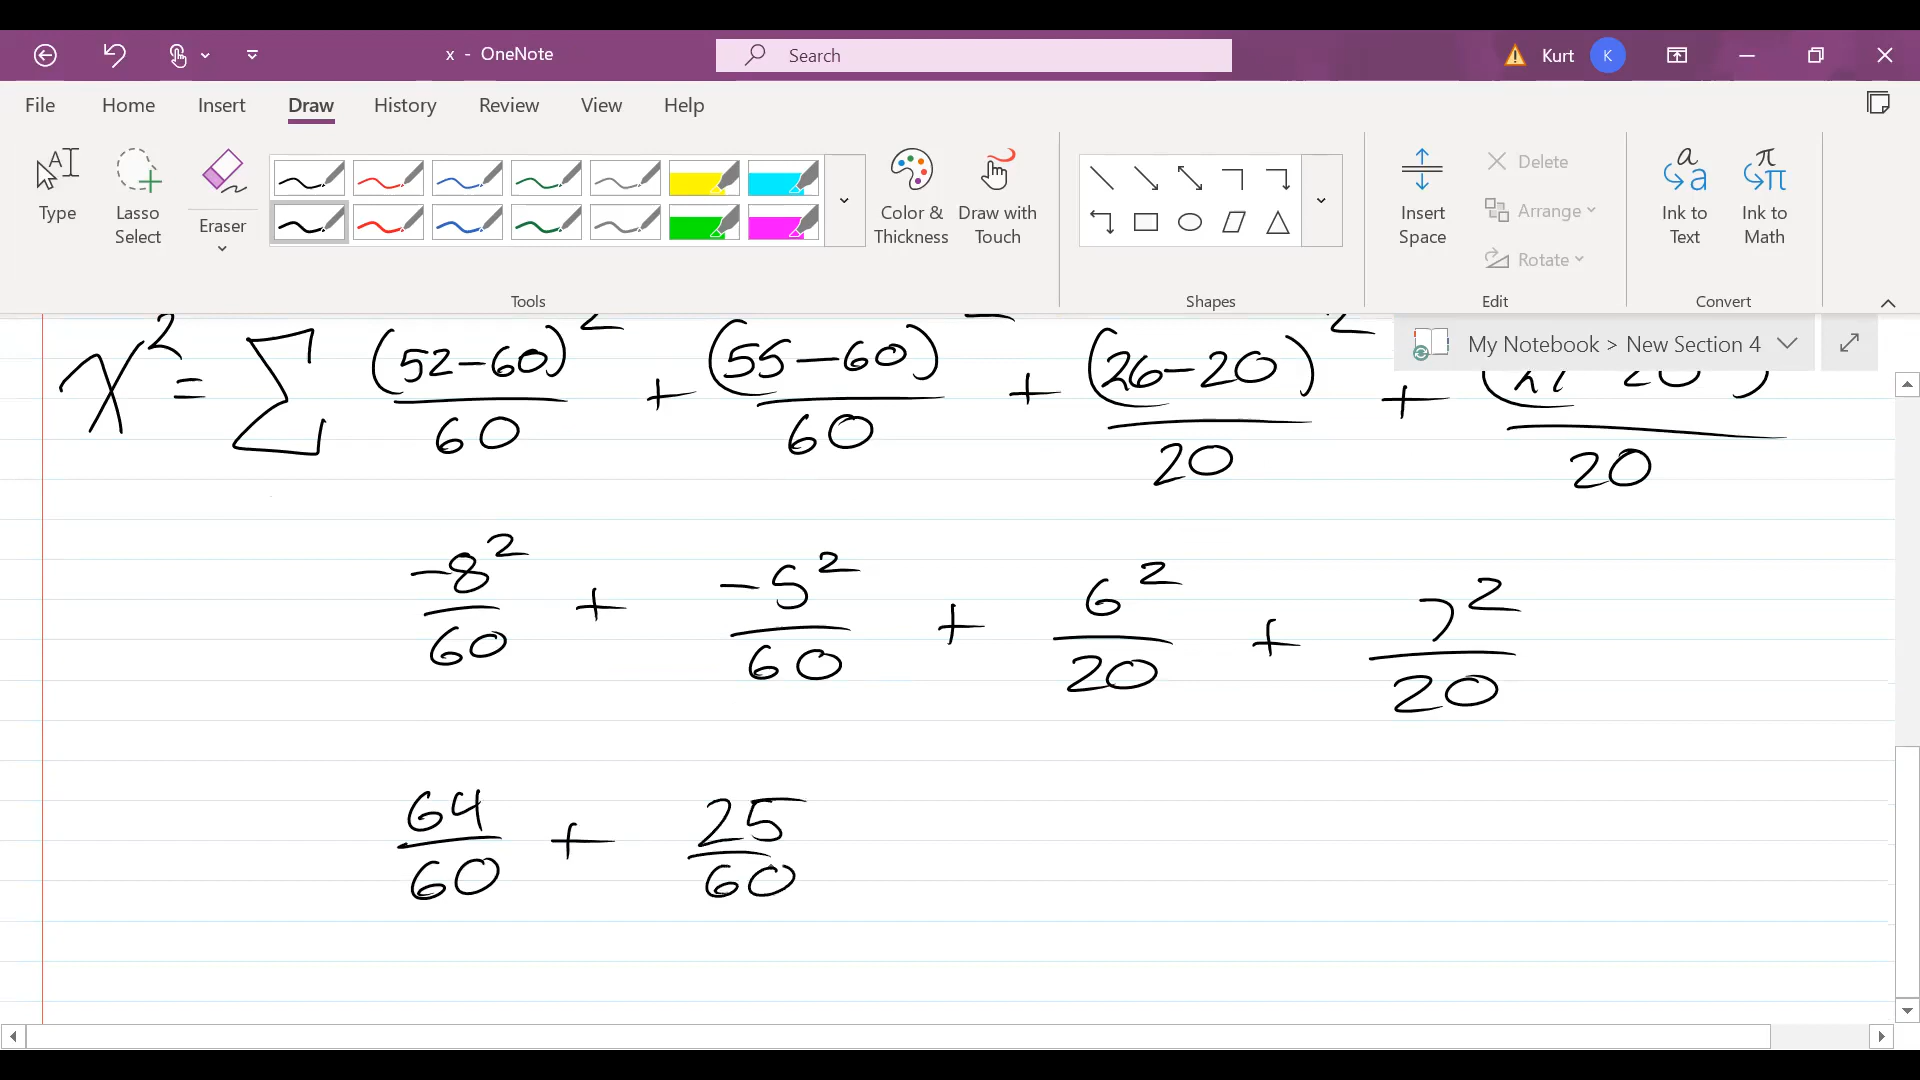 x - OneNote
Search
Kurt K
File Home Insert Draw History Review View Help
Type
Lasso Select
Eraser
Color & Thickness
Draw with Touch
Insert Space
Delete
Arrange
Rotate
Ink to Text
Ink to Math
Tools
Shapes
Edit
Convert
My Notebook > New Section 4
χ² = Σ (52-60)²/60 + (55-60)²/60 + (26-20)²/20 + (27-20)/20
-8²/60 + -5²/60 + 6²/20 + 7²/20
64/60 + 25/60